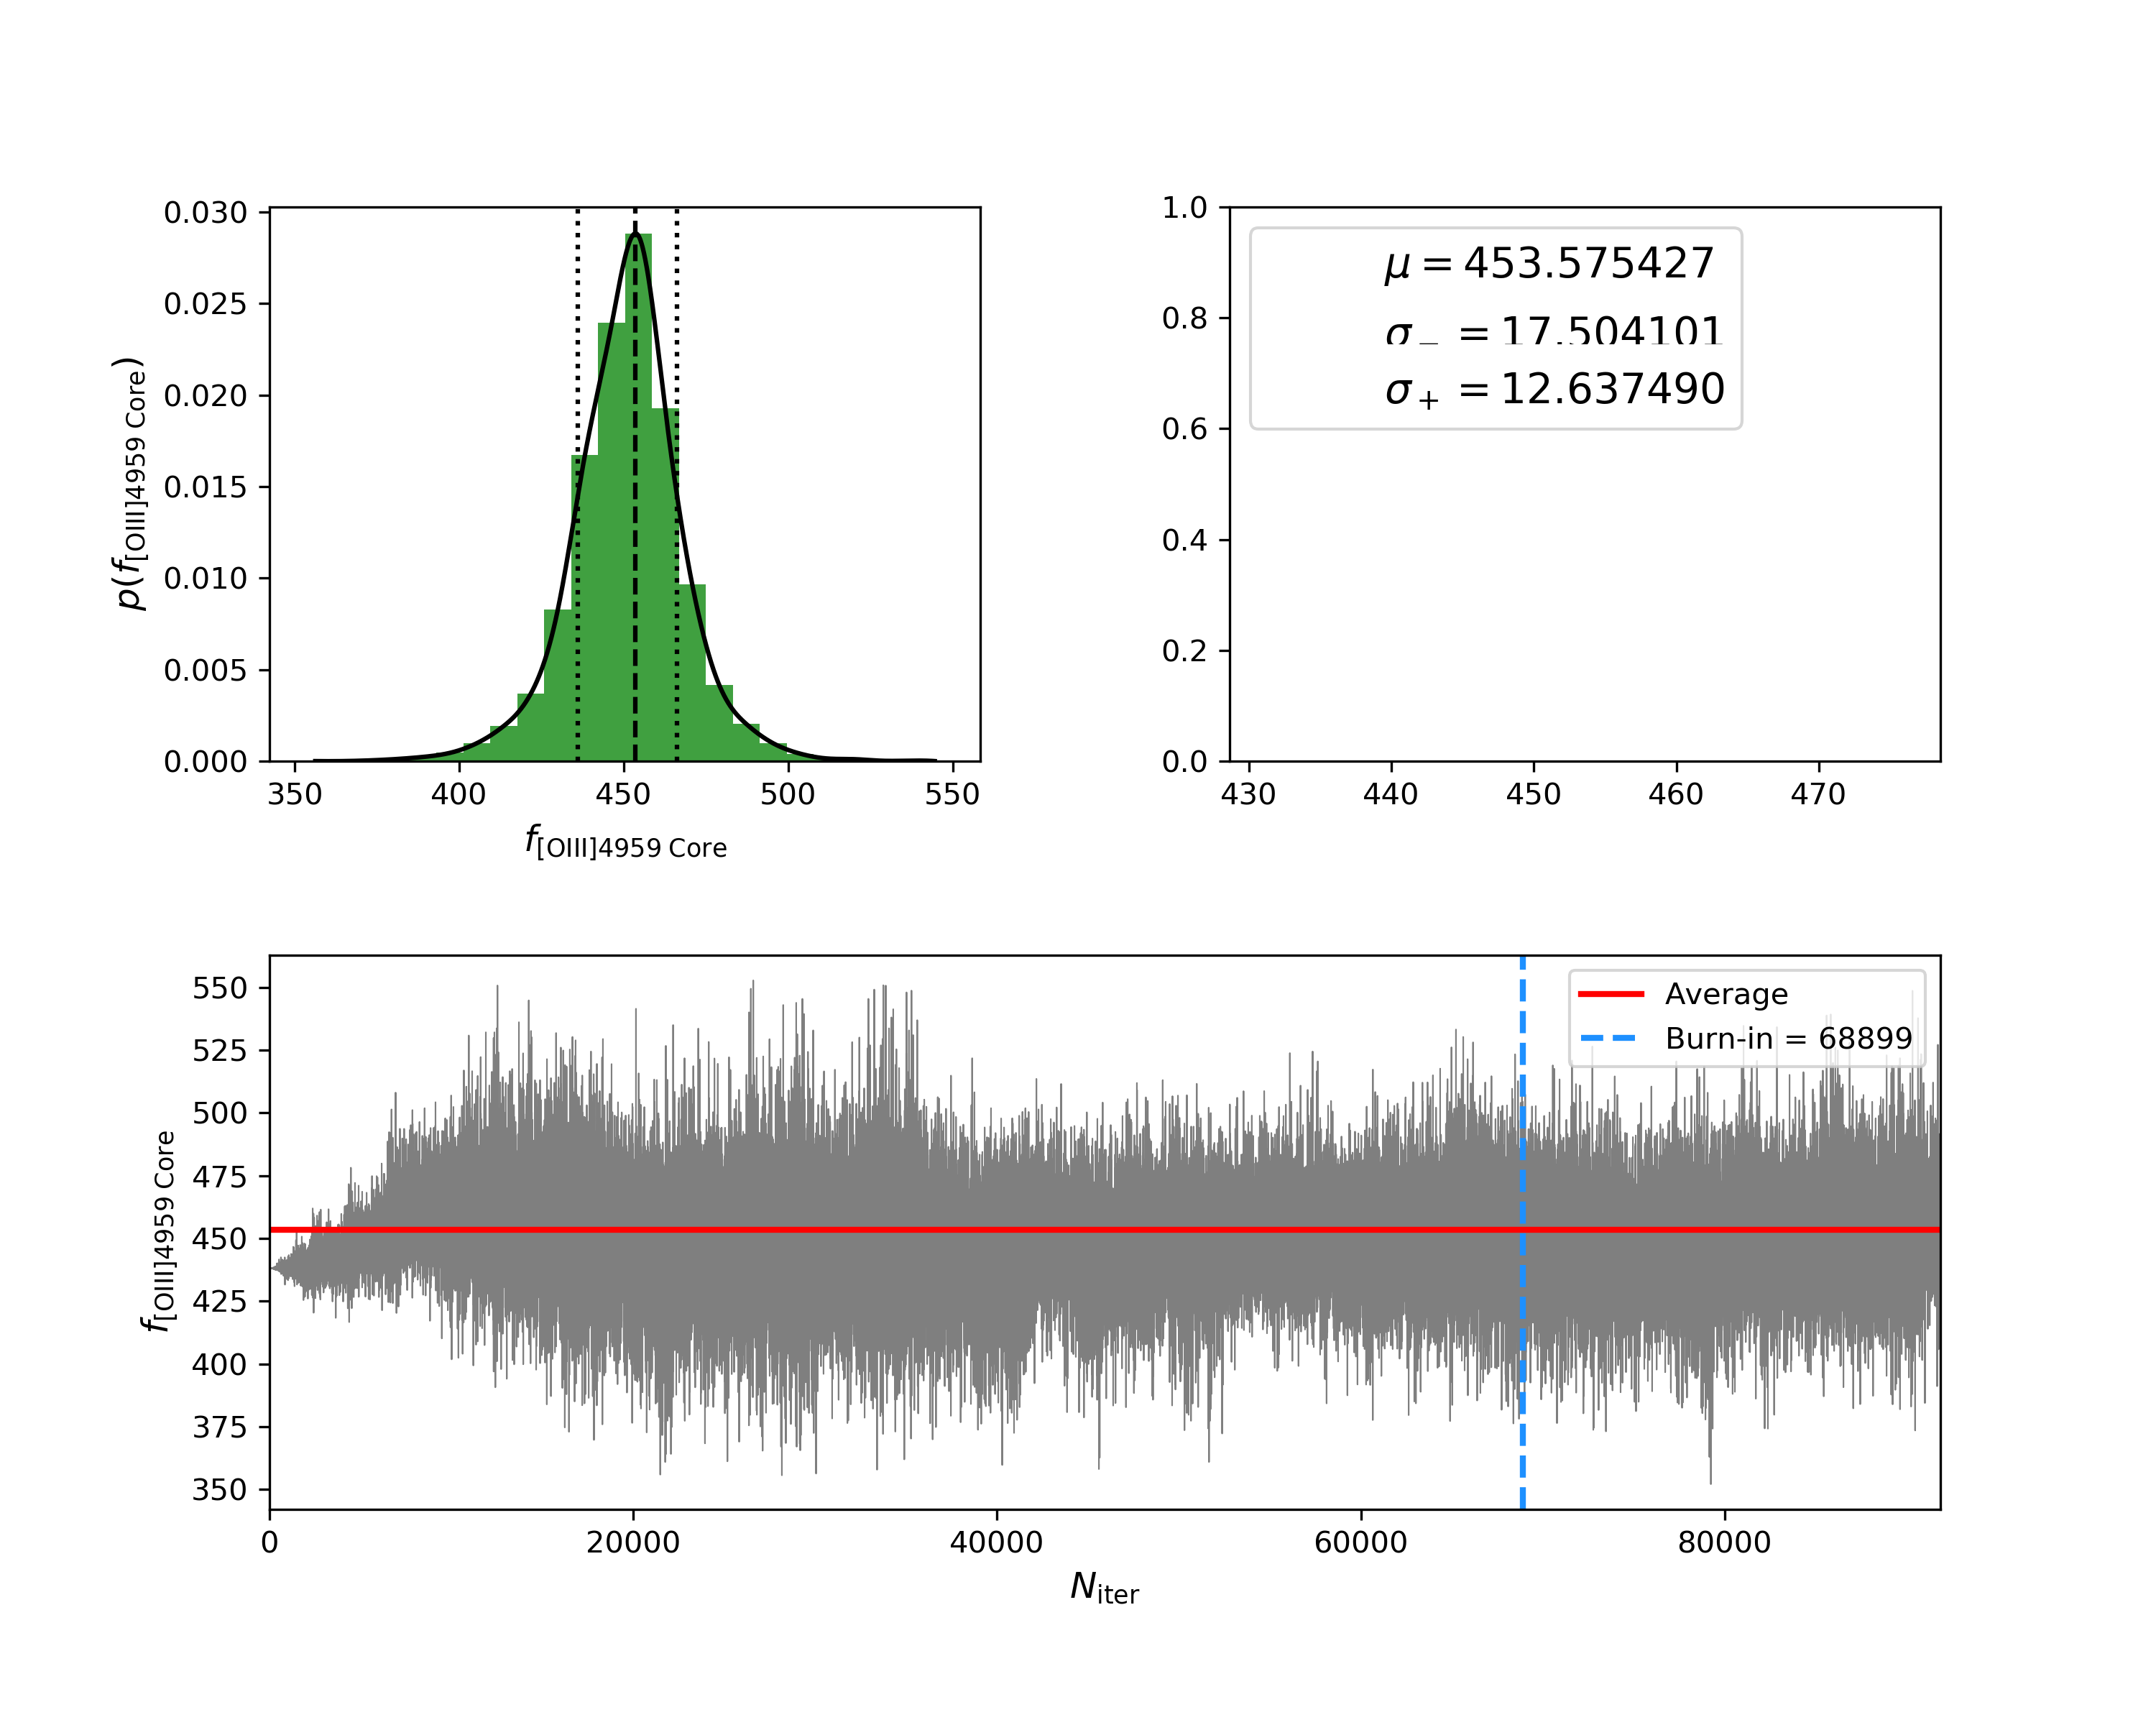 0.030
0.025
0.020
0.015
0.010
0.005
0.000
p(f[OIII]4959 Core)
350 400 450 500 550
f[OIII]4959 Core
1.0
0.8
0.6
0.4
0.2
0.0
μ = 453.575427
σ− = 17.504101
σ+ = 12.637490
430 440 450 460 470
550
525
500
475
450
425
400
375
350
f[OIII]4959 Core
Average
Burn-in = 68899
0 20000 40000 60000 80000
Niter